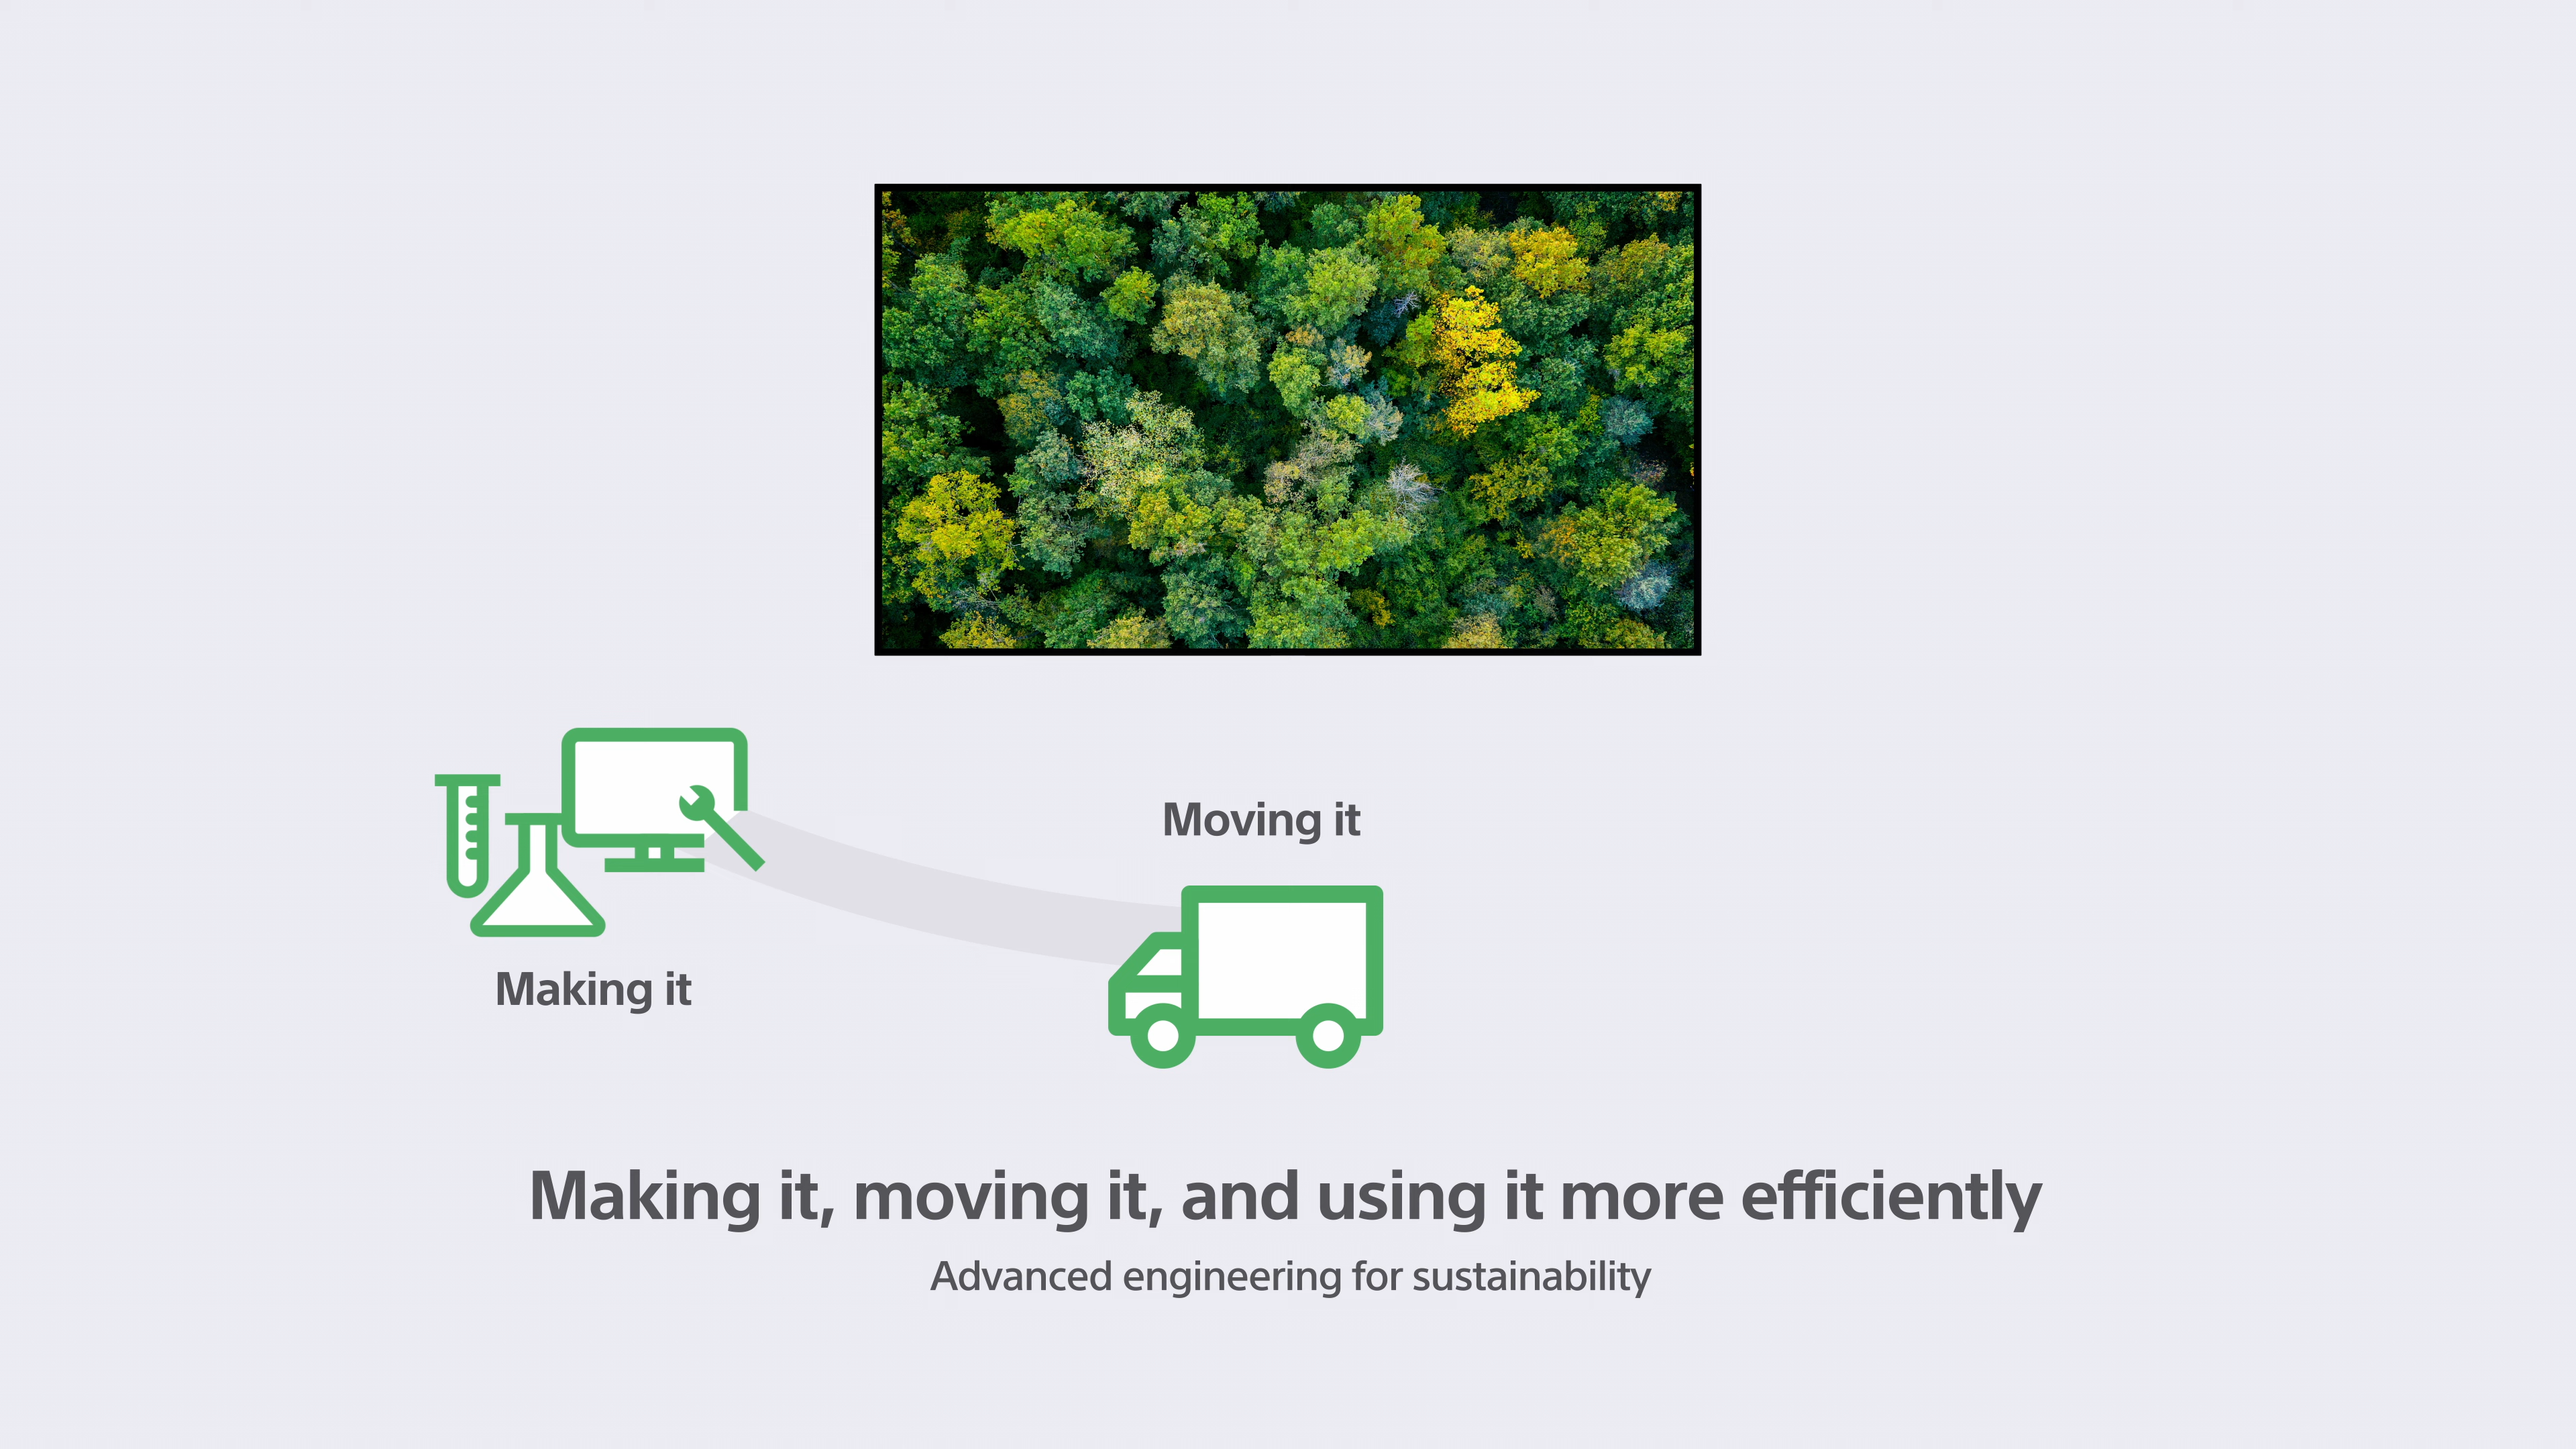 Moving it
Making it
Making it, moving it, and using it more efficiently
Advanced engineering for sustainability